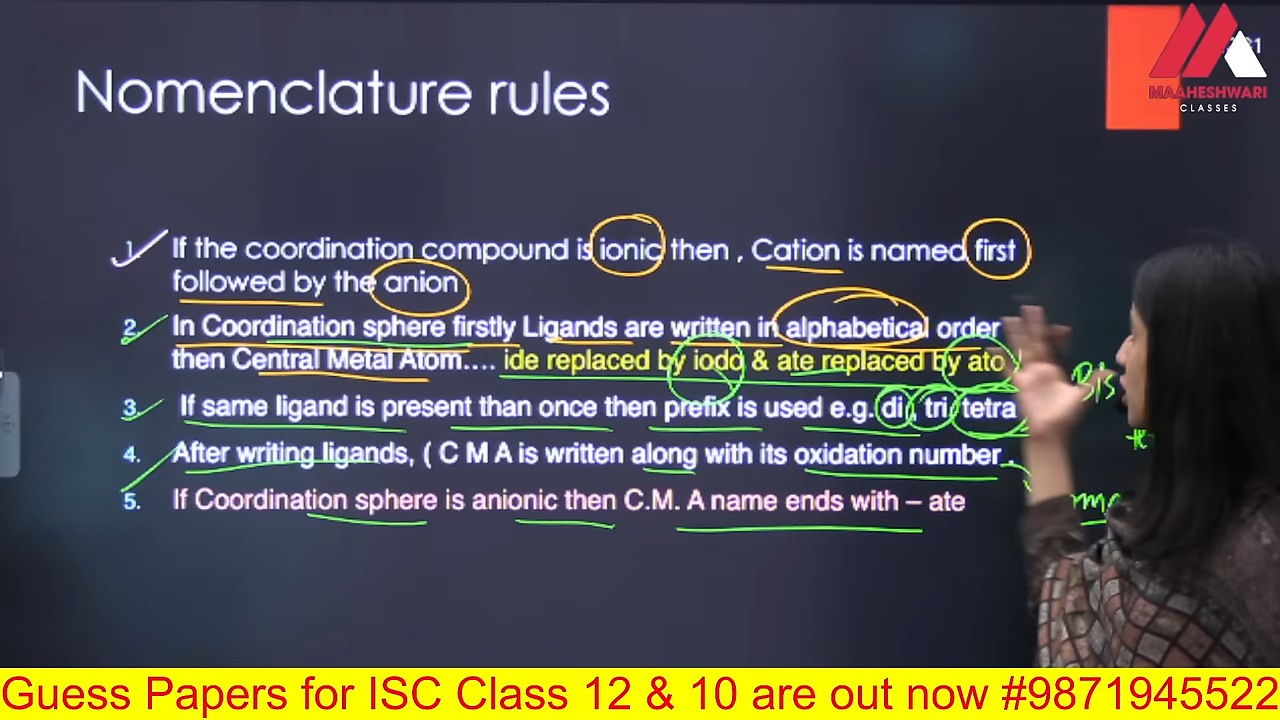 Nomenclature rules
MAAHESHWARI
CLASSES
1. If the coordination compound is ionic then , Cation is named first
followed by the anion
2. In Coordination sphere firstly Ligands are written in alphabetical order
then Central Metal Atom.... ide replaced by iodo & ate replaced by ato
3. If same ligand is present than once then prefix is used e.g. di, tri, tetra
Bis
4. After writing ligands, ( C M A is written along with its oxidation number .
5. If Coordination sphere is anionic then C.M. A name ends with – ate
Guess Papers for ISC Class 12 & 10 are out now #9871945522